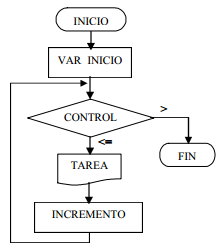 INICIO
VAR INICIO
CONTROL
>
<=
FIN
TAREA
INCREMENTO